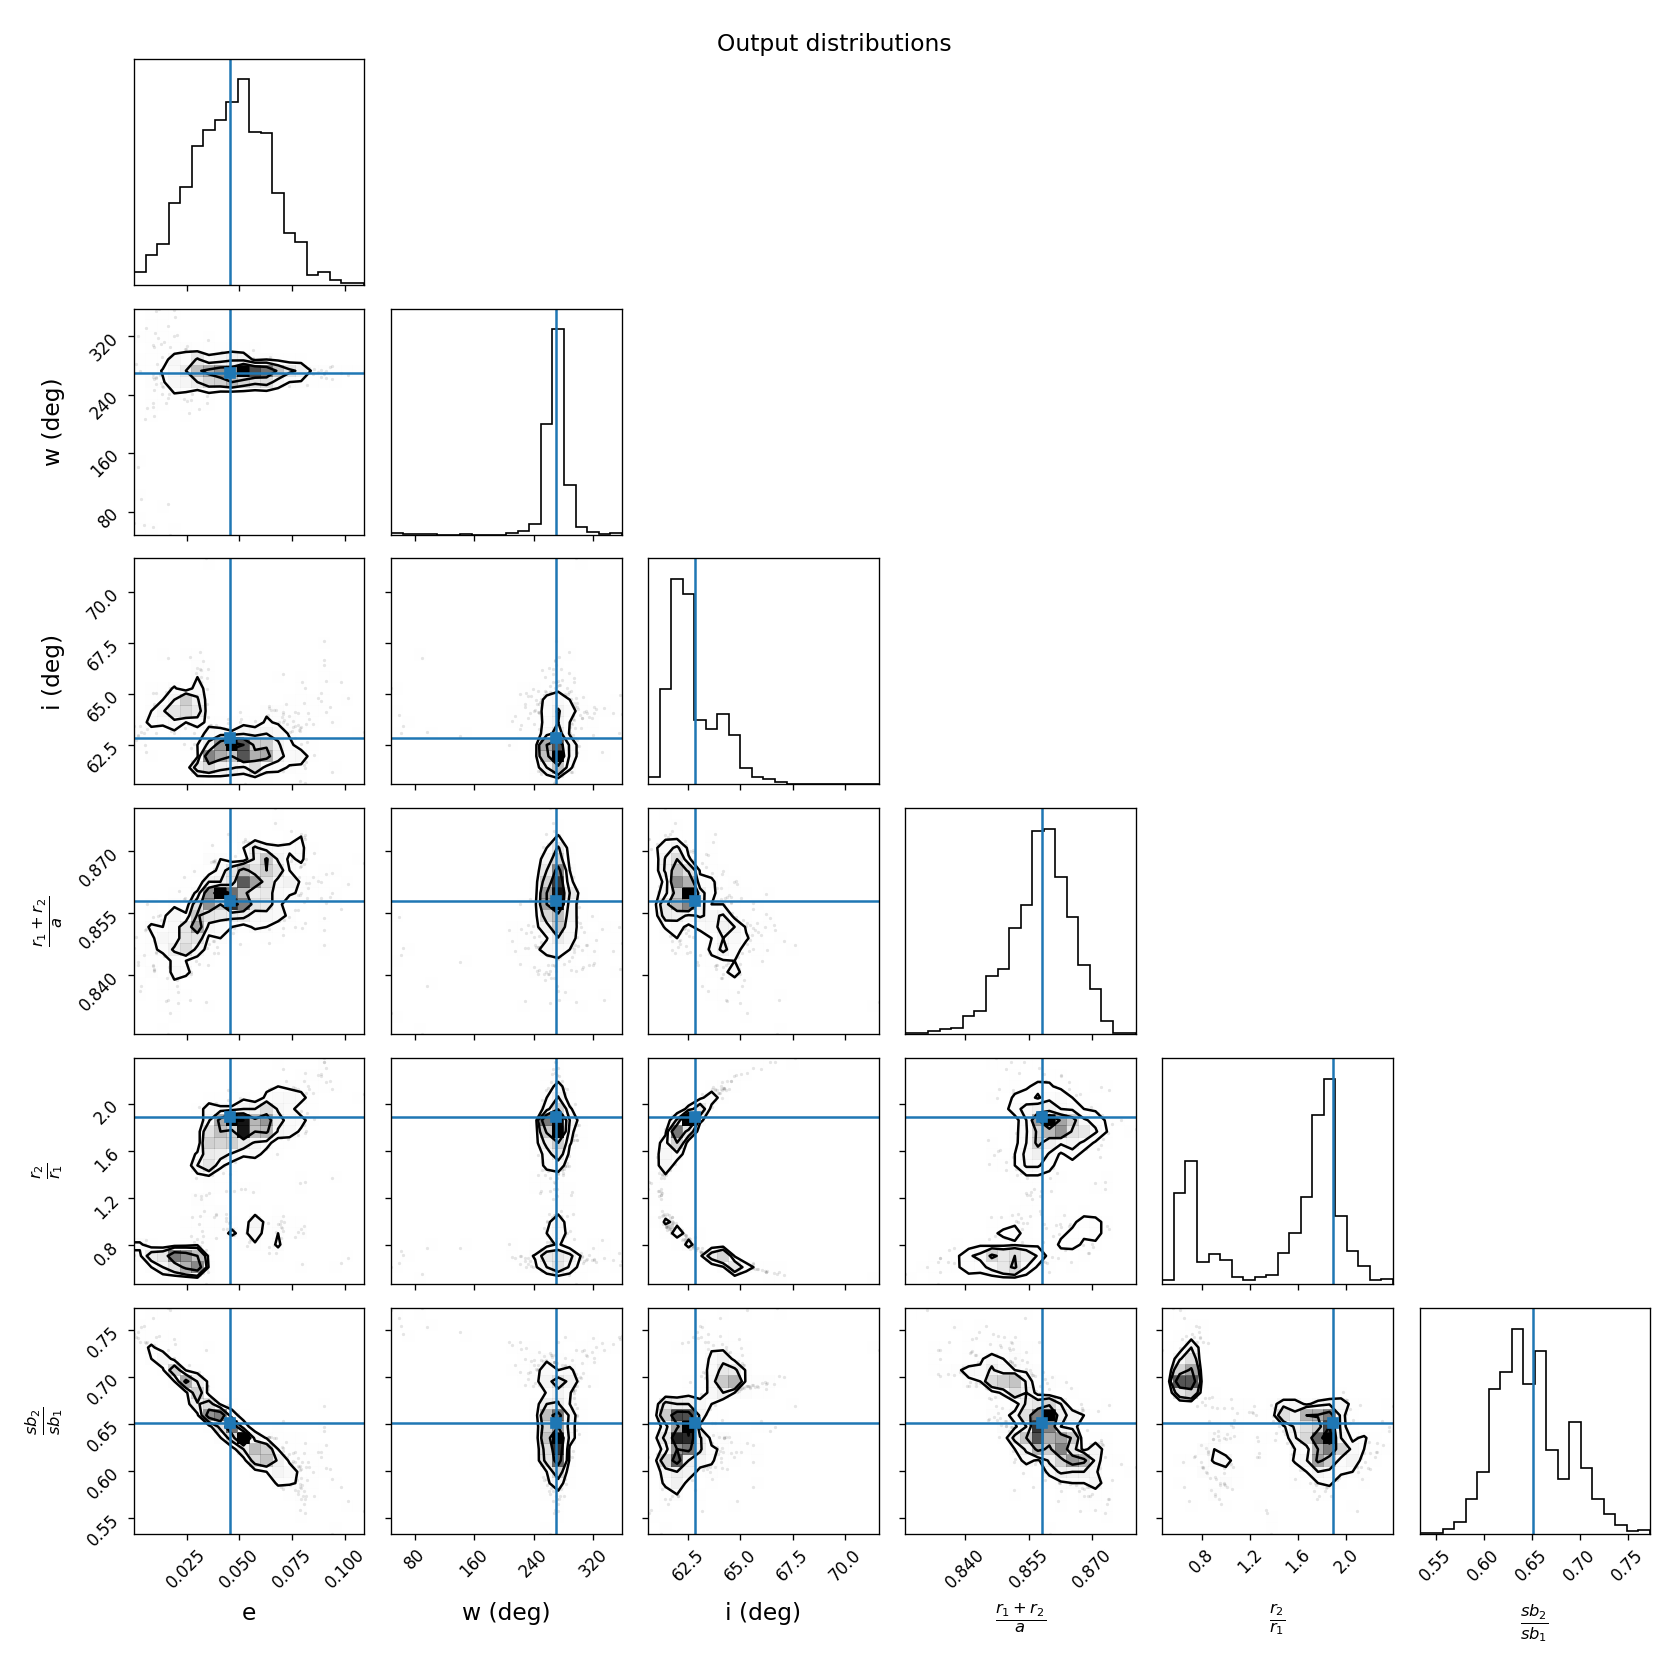 Output distributions
w (deg)
320
240
160
80
i (deg)
70.0
67.5
65.0
62.5
r₁ + r₂
a
0.870
0.855
0.840
r₂
r₁
2.0
1.6
1.2
0.8
sb₂
sb₁
0.75
0.70
0.65
0.60
0.55
0.025 0.050 0.075 0.100 80 160 240 320 62.5 65.0 67.5 70.0 0.840 0.855 0.870 0.8 1.2 1.6 2.0 0.55 0.60 0.65 0.70 0.75
e w (deg) i (deg)
r₁ + r₂ r₂ sb₂
a r₁ sb₁